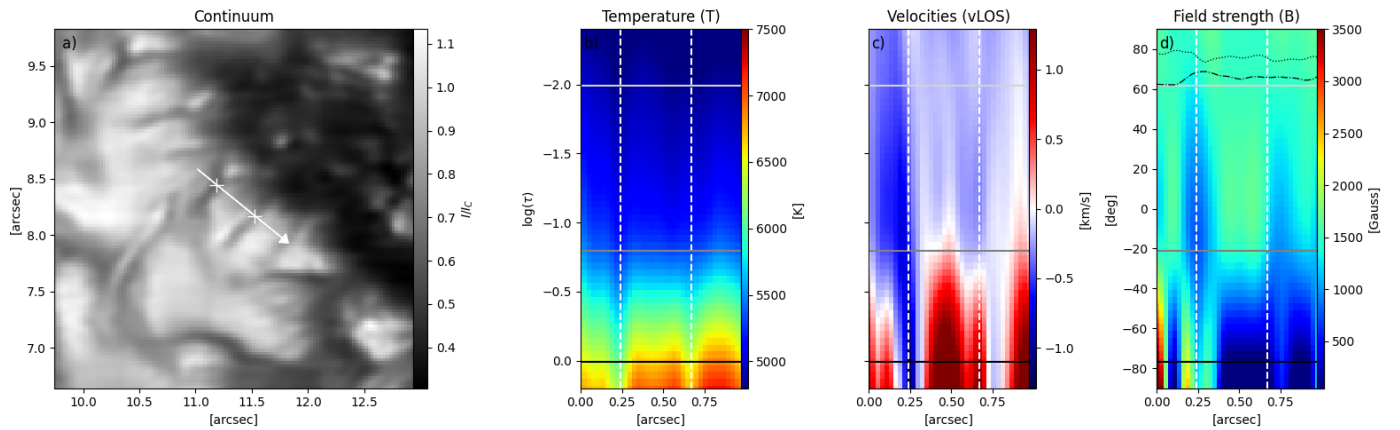 Continuum
a)
9.5
9.0
8.5
8.0
7.5
7.0
[arcsec]
10.0 10.5 11.0 11.5 12.0 12.5
[arcsec]
1.1
1.0
0.9
0.8
0.7
0.6
0.5
0.4
I/I_C
Temperature (T)
b)
−2.0
−1.5
−1.0
−0.5
0.0
log(τ)
0.00 0.25 0.50 0.75
[arcsec]
7500
7000
6500
6000
5500
5000
[K]
Velocities (vLOS)
c)
0.00 0.25 0.50 0.75
[arcsec]
1.0
0.5
0.0
−0.5
−1.0
[km/s]
Field strength (B)
d)
80
60
40
20
0
−20
−40
−60
−80
[deg]
0.00 0.25 0.50 0.75
[arcsec]
3500
3000
2500
2000
1500
1000
500
[Gauss]